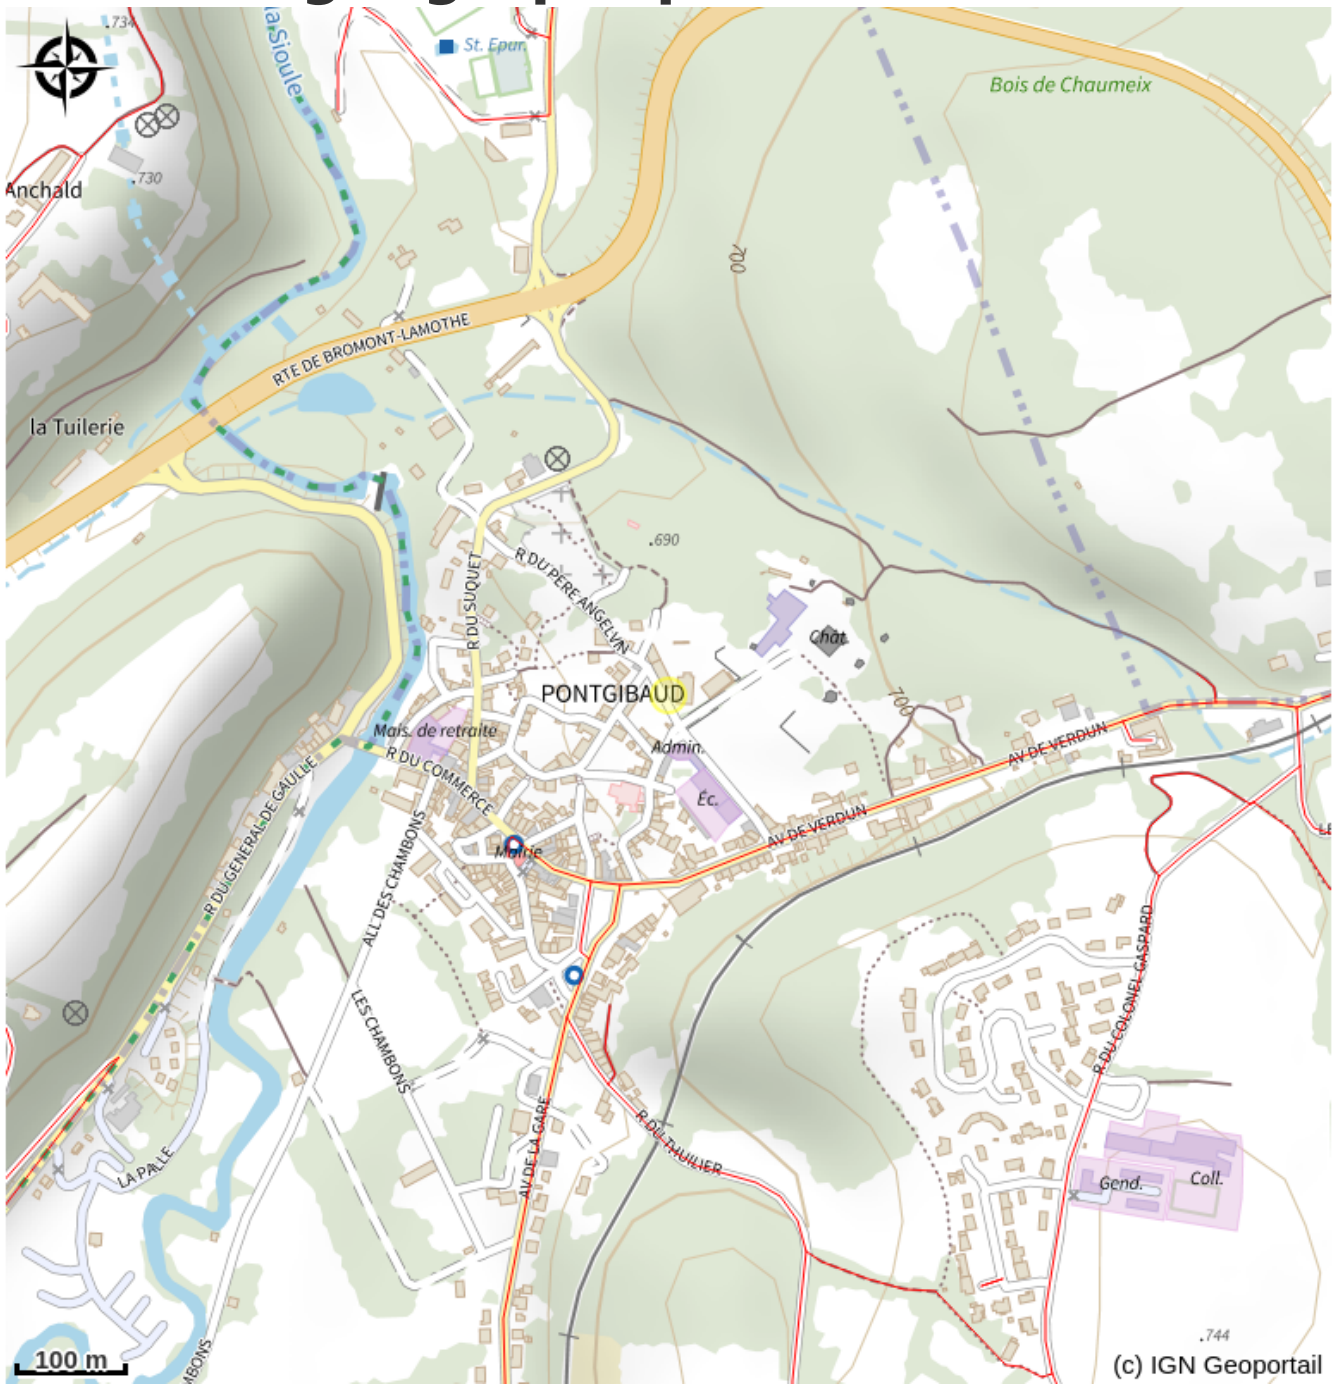 .734
la Sioule
St. Epur.
Bois de Chaumeix
.730
Anchald
700
RTE DE BROMONT-LAMOTHE
la Tuilerie
.690
R DU PERE ANGELVIN
R DU SUQUET
Chât.
PONTGIBAUD
700
Mais. de retraite
Admin.
AV DE VERDUN
R DU COMMERCE
R DU GENERAL DE GAULLE
Éc.
AV DE VERDUN
Mairie
ALL DES CHAMBONS
R DU COLONEL GASPARD
LES CHAMBONS
AV DE LA GARE
R DU THUILIER
LA PALLE
Gend.
Coll.
.744
100 m
(c) IGN Geoportail